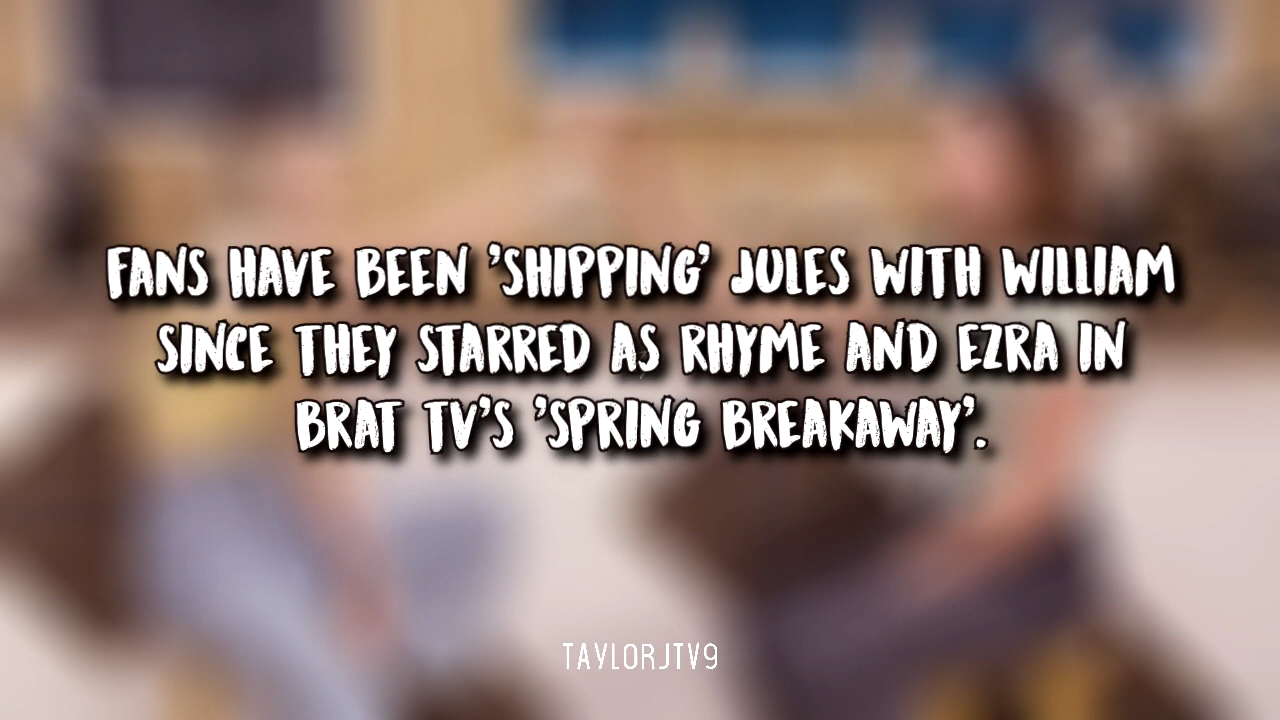 FANS HAVE BEEN 'SHIPPING' JULES WITH WILLIAM
SINCE THEY STARRED AS RHYME AND EZRA IN
BRAT TV'S 'SPRING BREAKAWAY'.
TAYLORJTV9